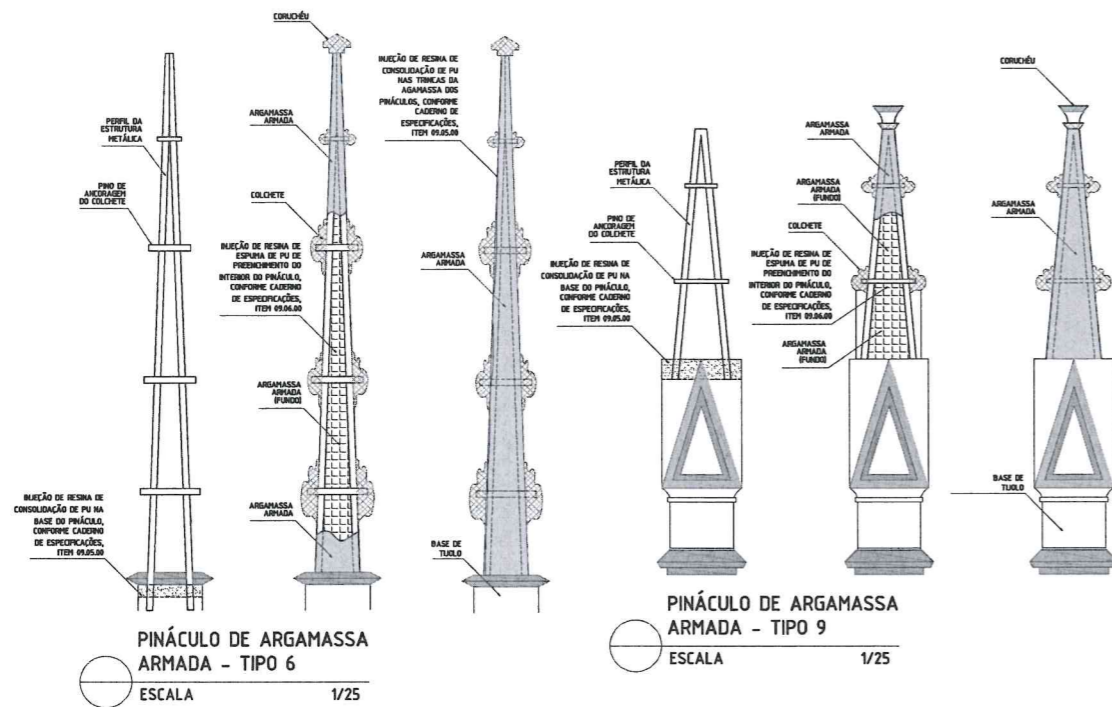 CORUCHÉU
PERFIL DA
ESTRUTURA
METÁLICA
PINO DE
ANCORAGEM
DO COLCHETE
INJEÇÃO DE RESINA DE
CONSOLIDAÇÃO DE PU NA
BASE DO PINÁCULO,
CONFORME CADERNO
DE ESPECIFICAÇÕES,
ITEM 09.05.00
ARGAMASSA
ARMADA
COLCHETE
INJEÇÃO DE RESINA DE
ESPUMA DE PU DE
PREENCHIMENTO DO
INTERIOR DO PINÁCULO,
CONFORME CADERNO
DE ESPECIFICAÇÕES,
ITEM 09.06.00
ARGAMASSA
ARMADA
(FUNDO)
ARGAMASSA
ARMADA
INJEÇÃO DE RESINA DE
CONSOLIDAÇÃO DE PU
NAS TRINCAS DA
AGAMASSA DOS
PINÁCULOS, CONFORME
CADERNO DE
ESPECIFICAÇÕES,
ITEM 09.05.00
ARGAMASSA
ARMADA
BASE DE
TIJOLO
PINÁCULO DE ARGAMASSA
ARMADA - TIPO 6
ESCALA 1/25
PERFIL DA
ESTRUTURA
METÁLICA
PINO DE
ANCORAGEM
DO COLCHETE
INJEÇÃO DE RESINA DE
CONSOLIDAÇÃO DE PU NA
BASE DO PINÁCULO,
CONFORME CADERNO
DE ESPECIFICAÇÕES,
ITEM 09.05.00
ARGAMASSA
ARMADA
ARGAMASSA
ARMADA
(FUNDO)
COLCHETE
INJEÇÃO DE RESINA DE
ESPUMA DE PU DE
PREENCHIMENTO DO
INTERIOR DO PINÁCULO,
CONFORME CADERNO
DE ESPECIFICAÇÕES,
ITEM 09.06.00
ARGAMASSA
ARMADA
(FUNDO)
CORUCHÉU
ARGAMASSA
ARMADA
BASE DE
TIJOLO
PINÁCULO DE ARGAMASSA
ARMADA - TIPO 9
ESCALA 1/25